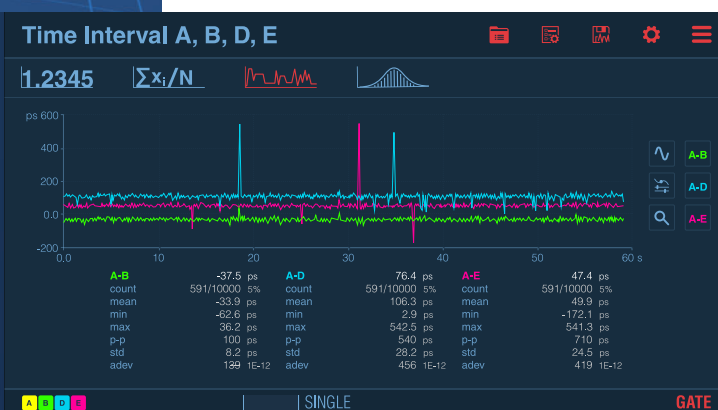 Time Interval A, B, D, E
1.2345 ∑xᵢ/N
ps 600
400
200
0.0
-200
0,0 10 20 30 40 50 60 s
A-B
A-D
A-E
A-B -37.5 ps A-D 76.4 ps A-E 47.4 ps
count 591/10000 5% count 591/10000 5% count 591/10000 5%
mean -33.9 ps mean 106.3 ps mean 49.9 ps
min -62.6 ps min 2.9 ps min -172.1 ps
max 36.2 ps max 542.5 ps max 541.3 ps
p-p 100 ps p-p 540 ps p-p 710 ps
std 8.2 ps std 28.2 ps std 24.5 ps
adev 139 1E-12 adev 456 1E-12 adev 419 1E-12
A B D E SINGLE GATE